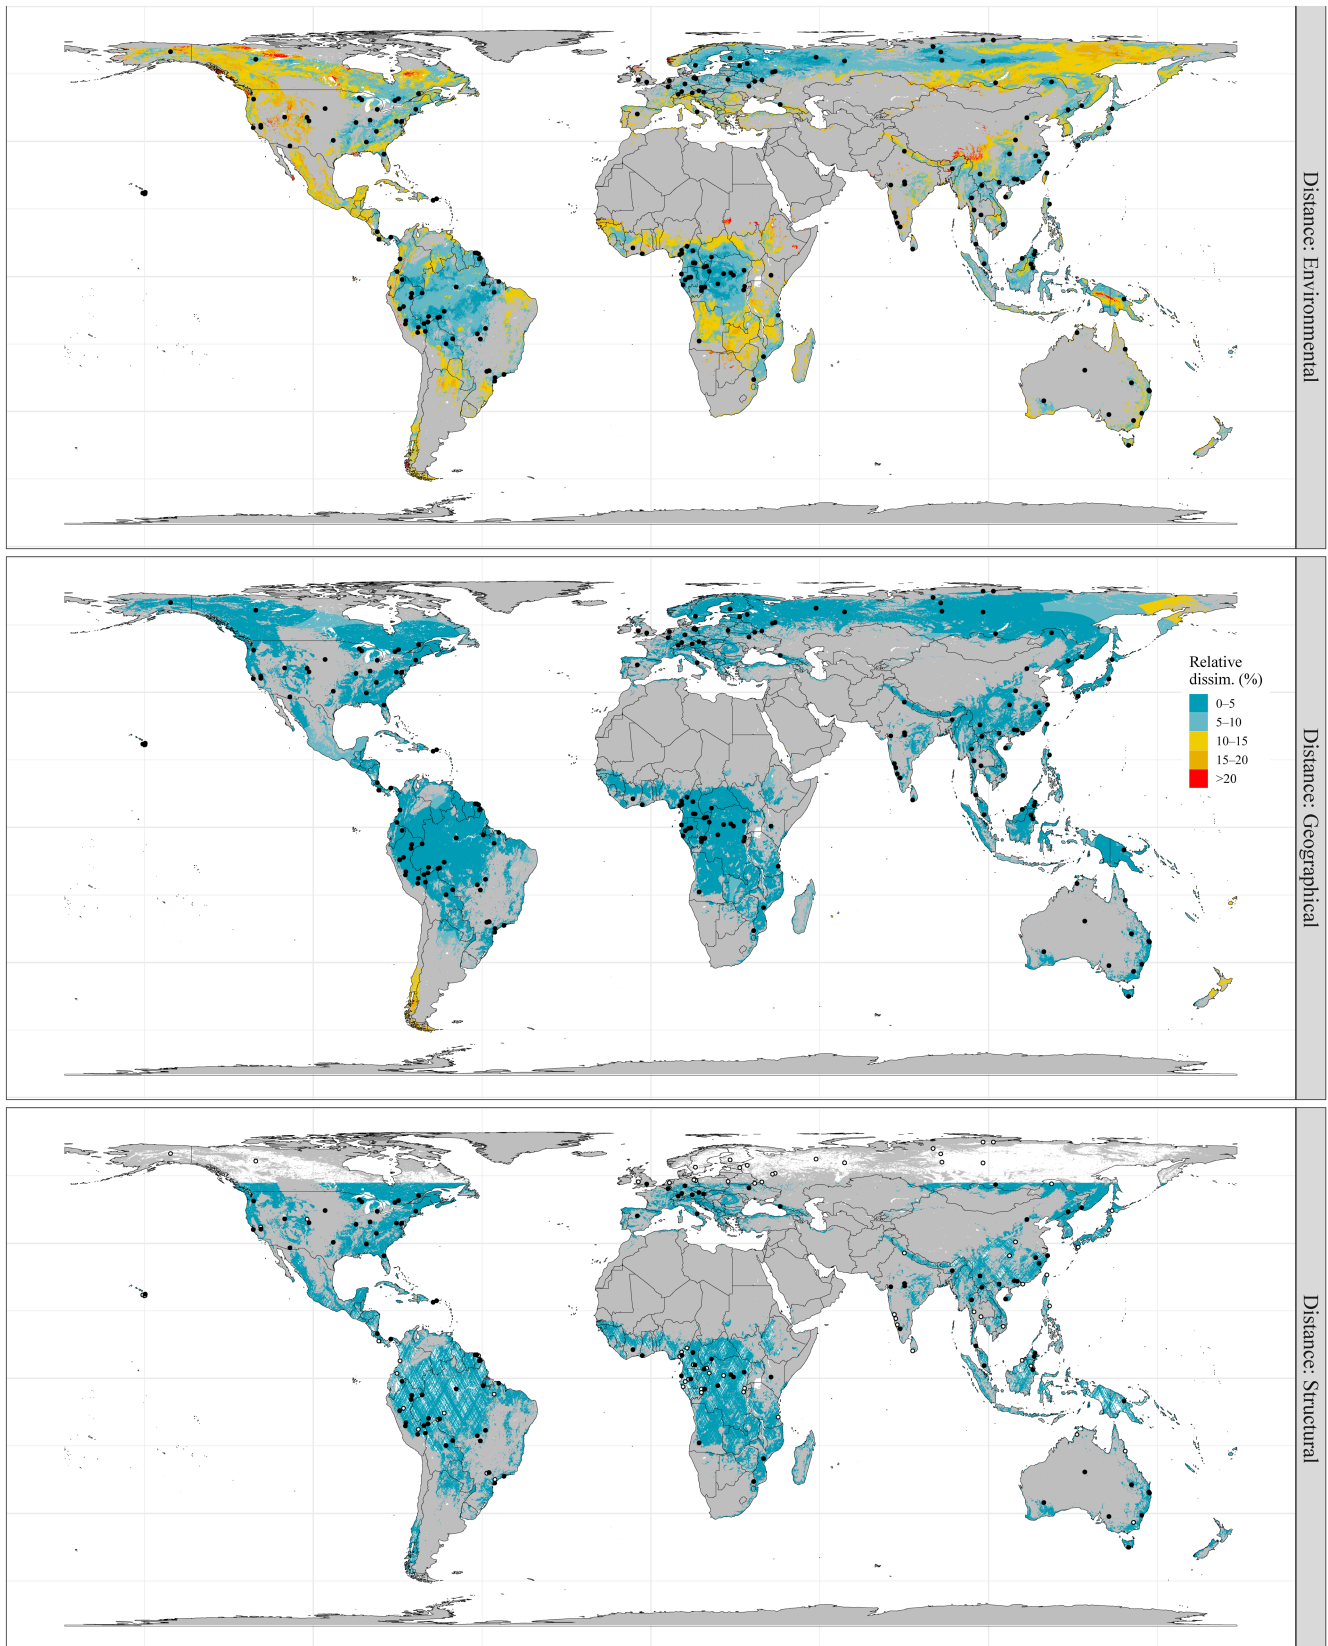 Distance: Environmental
Distance: Geographical
Relative
dissim. (%)
0–5
5–10
10–15
15–20
>20
Distance: Structural